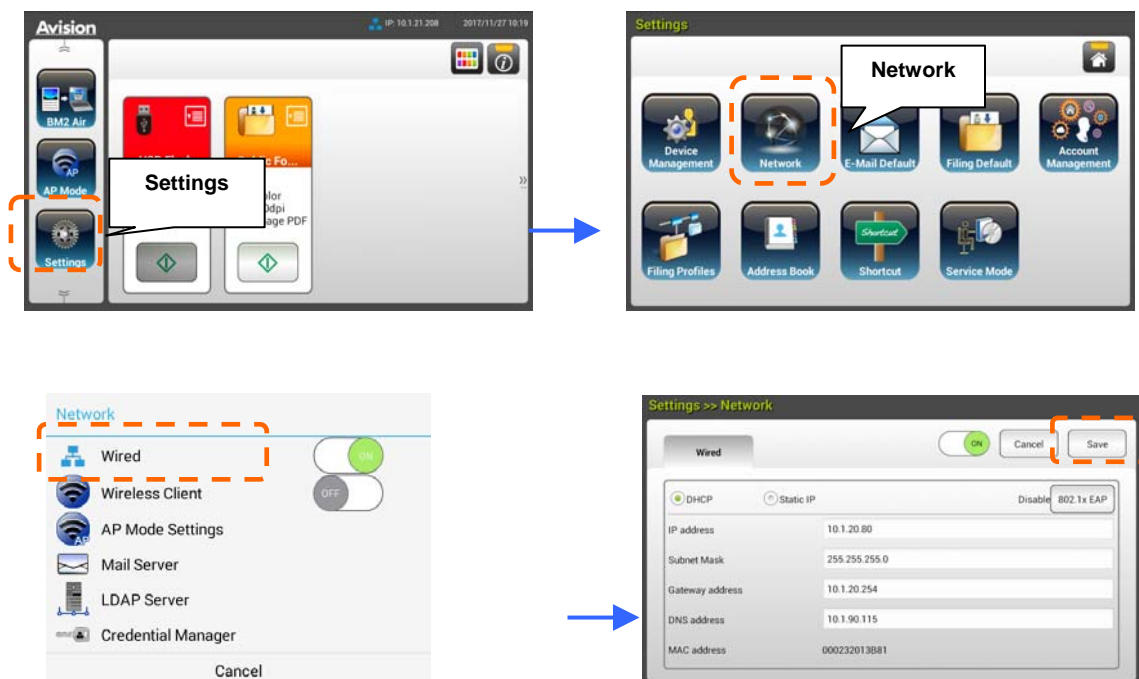 Avision
IP: 10.1.21.208 2017/11/27 10:19
BM2 Air
AP Mode
AP
Settings
Settings
Fo...
lor
dpi
age PDF
Settings
Network
Device Management
Network
E-Mail Default
Filing Default
Account Management
Filing Profiles
Address Book
Shortcut
Shortcut
Service Mode
Network
Wired ON
Wireless Client OFF
AP Mode Settings
AP
Mail Server
LDAP Server
Credential Manager
Cancel
Settings >> Network
Wired ON Cancel Save
DHCP Static IP Disable 802.1x EAP
IP address 10.1.20.80
Subnet Mask 255.255.255.0
Gateway address 10.1.20.254
DNS address 10.1.90.115
MAC address 000232013B81